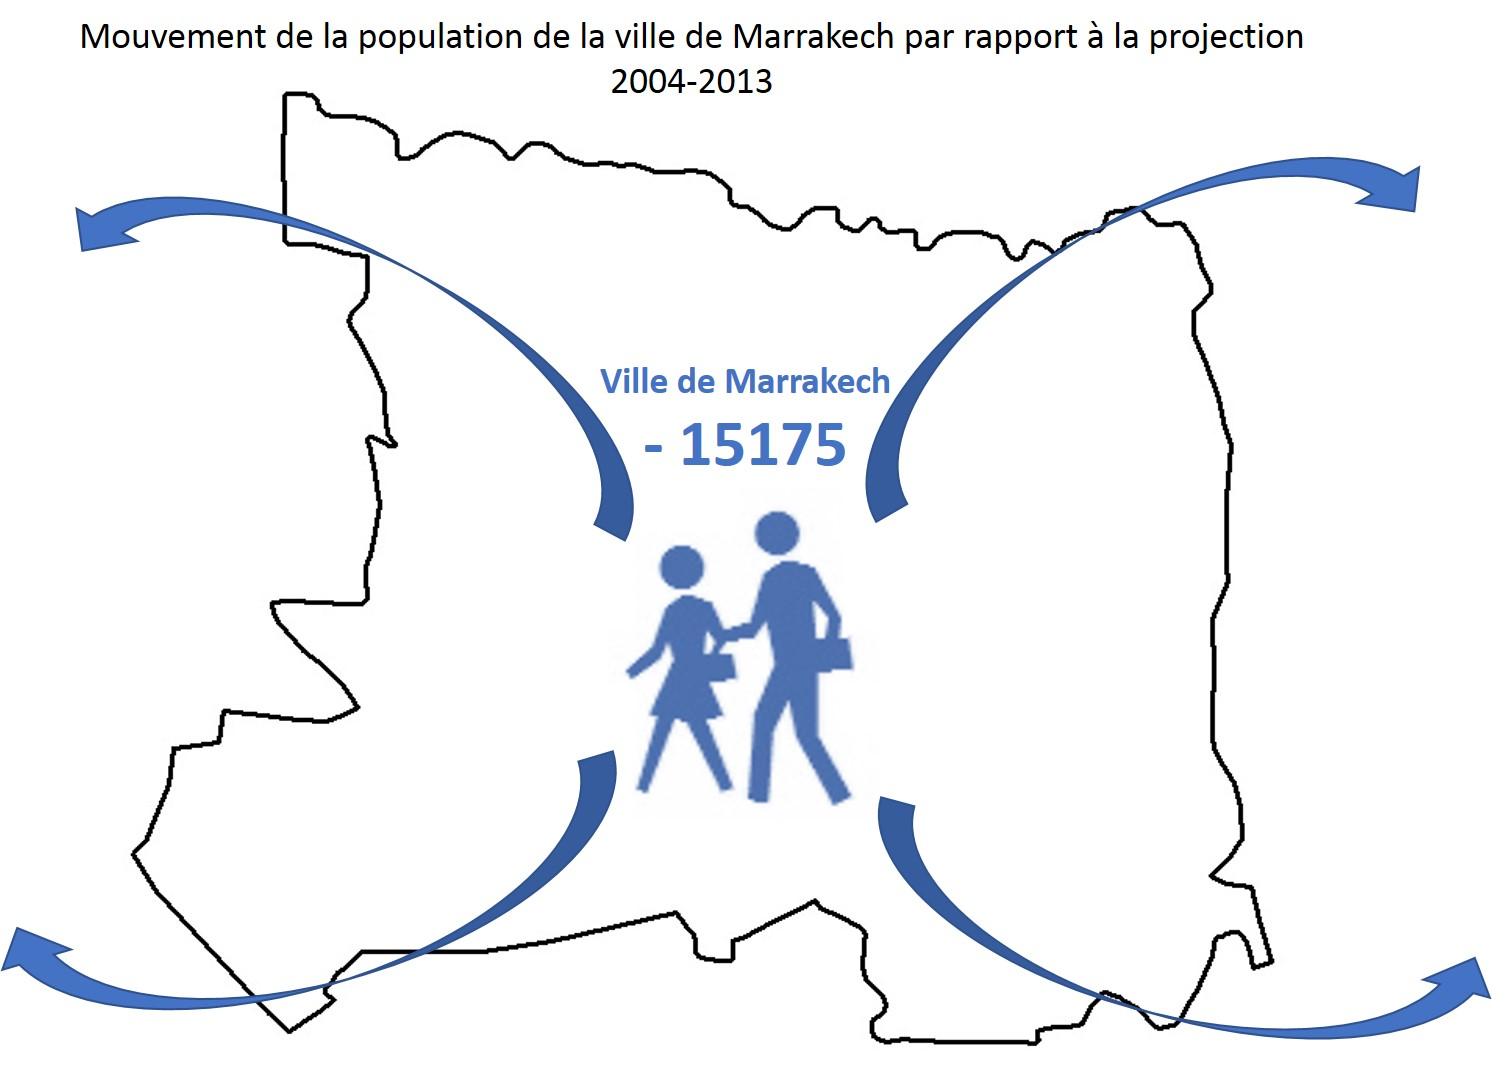 Mouvement de la population de la ville de Marrakech par rapport à la projection
2004-2013
Ville de Marrakech
- 15175